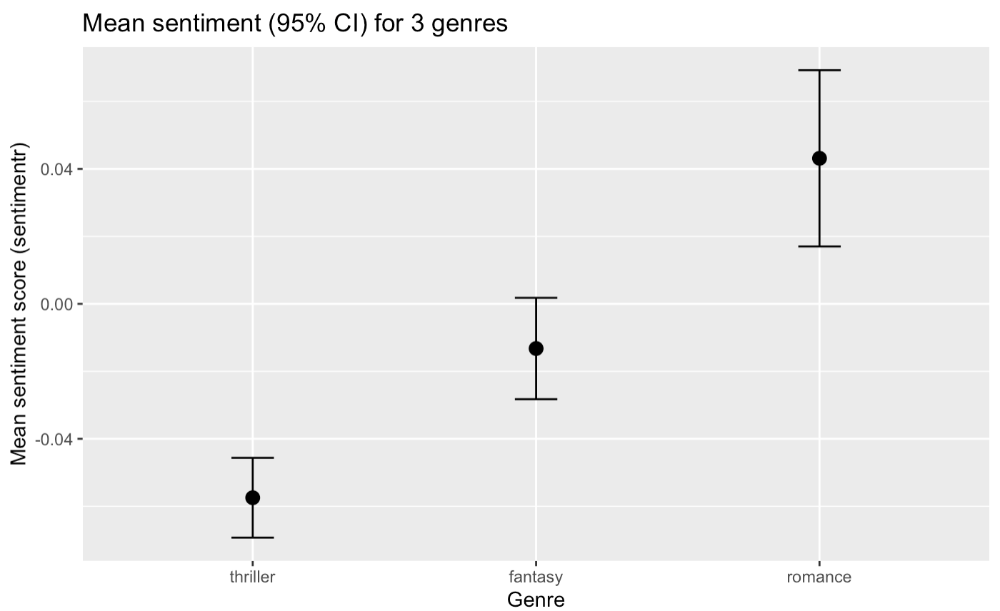 Mean sentiment (95% CI) for 3 genres
Mean sentiment score (sentimentr)
0.04
0.00
-0.04
thriller fantasy romance
Genre